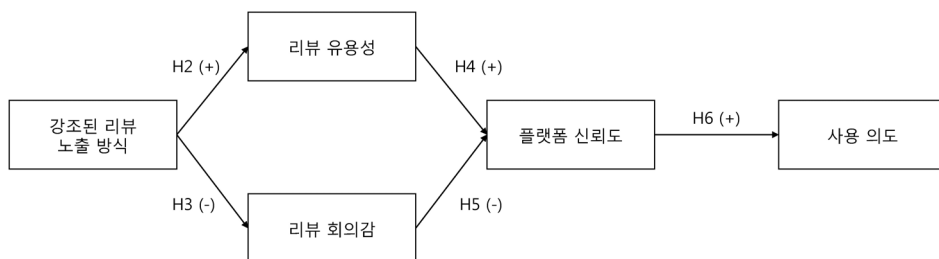 리뷰 유용성
H2 (+)
H4 (+)
강조된 리뷰
노출 방식
플랫폼 신뢰도
H6 (+)
사용 의도
H3 (-)
H5 (-)
리뷰 회의감